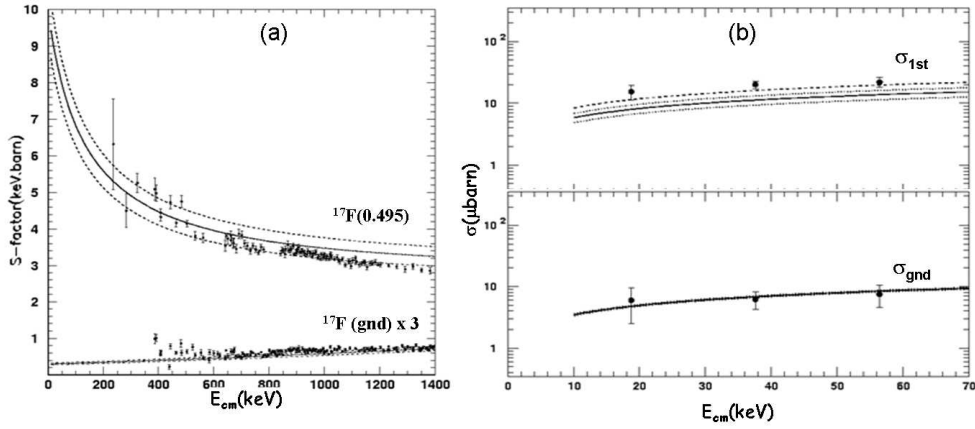 (a)
10
9
8
7
6
5
4
3
2
1
S-factor(keV.barn)
¹⁷F(0.495)
¹⁷F (gnd) x 3
0 200 400 600 800 1000 1200 1400
E_cm(keV)
(b)
10²
10
1
σ_1st
σ(μbarn)
10²
10
1
σ_gnd
0 10 20 30 40 50 60 70
E_cm(keV)